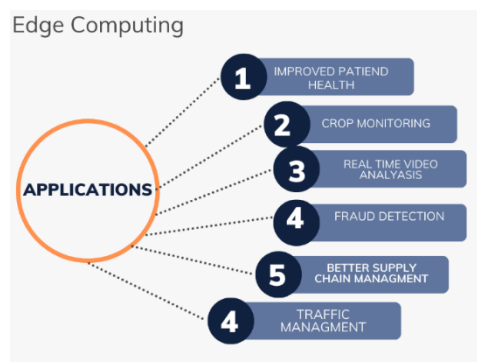 Edge Computing
1
IMPROVED PATIEND
HEALTH
2
CROP MONITORING
3
REAL TIME VIDEO
ANALYASIS
APPLICATIONS
4
FRAUD DETECTION
5
BETTER SUPPLY
CHAIN MANAGMENT
4
TRAFFIC
MANAGMENT